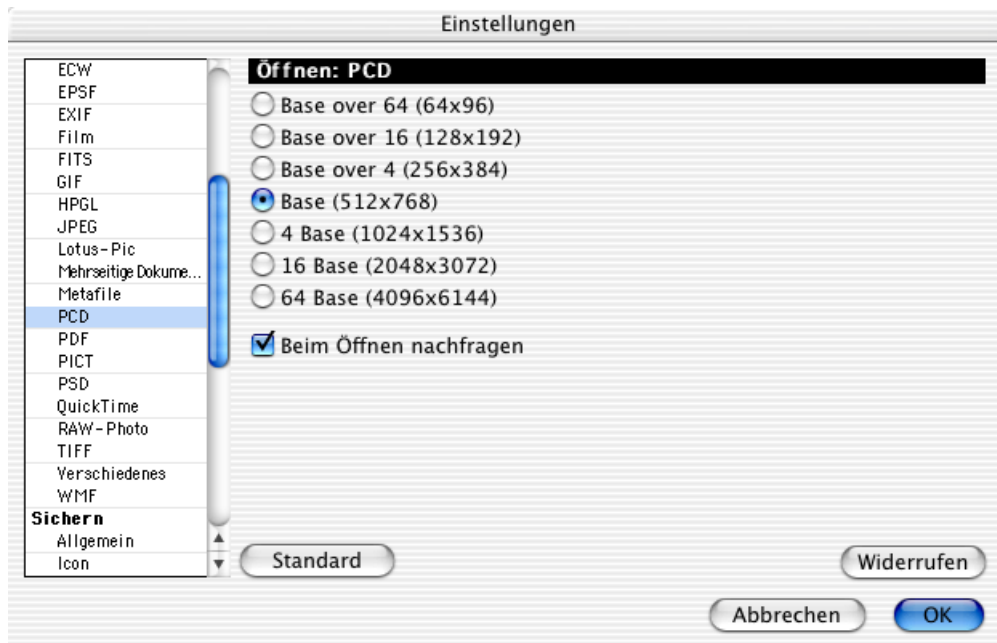 Einstellungen
ECW
EPSF
EXIF
Film
FITS
GIF
HPGL
JPEG
Lotus-Pic
Mehrseitige Dokume...
Metafile
PCD
PDF
PICT
PSD
QuickTime
RAW-Photo
TIFF
Verschiedenes
WMF
Sichern
Allgemein
Icon
Öffnen: PCD
Base over 64 (64x96)
Base over 16 (128x192)
Base over 4 (256x384)
Base (512x768)
4 Base (1024x1536)
16 Base (2048x3072)
64 Base (4096x6144)
Beim Öffnen nachfragen
Standard
Widerrufen
Abbrechen
OK